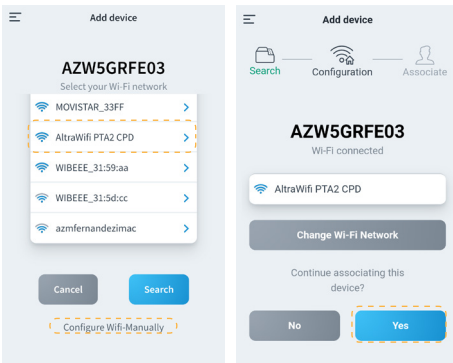 Add device
AZW5GRFE03
Select your Wi-Fi network
MOVISTAR_33FF
AltraWifi PTA2 CPD
WIBEEE_31:59:aa
WIBEEE_31:5d:cc
azmfernandezimac
Cancel
Search
Configure Wifi-Manually
Add device
Search
Configuration
Associate
AZW5GRFE03
Wi-Fi connected
AltraWifi PTA2 CPD
Change Wi-Fi Network
Continue associating this
device?
No
Yes